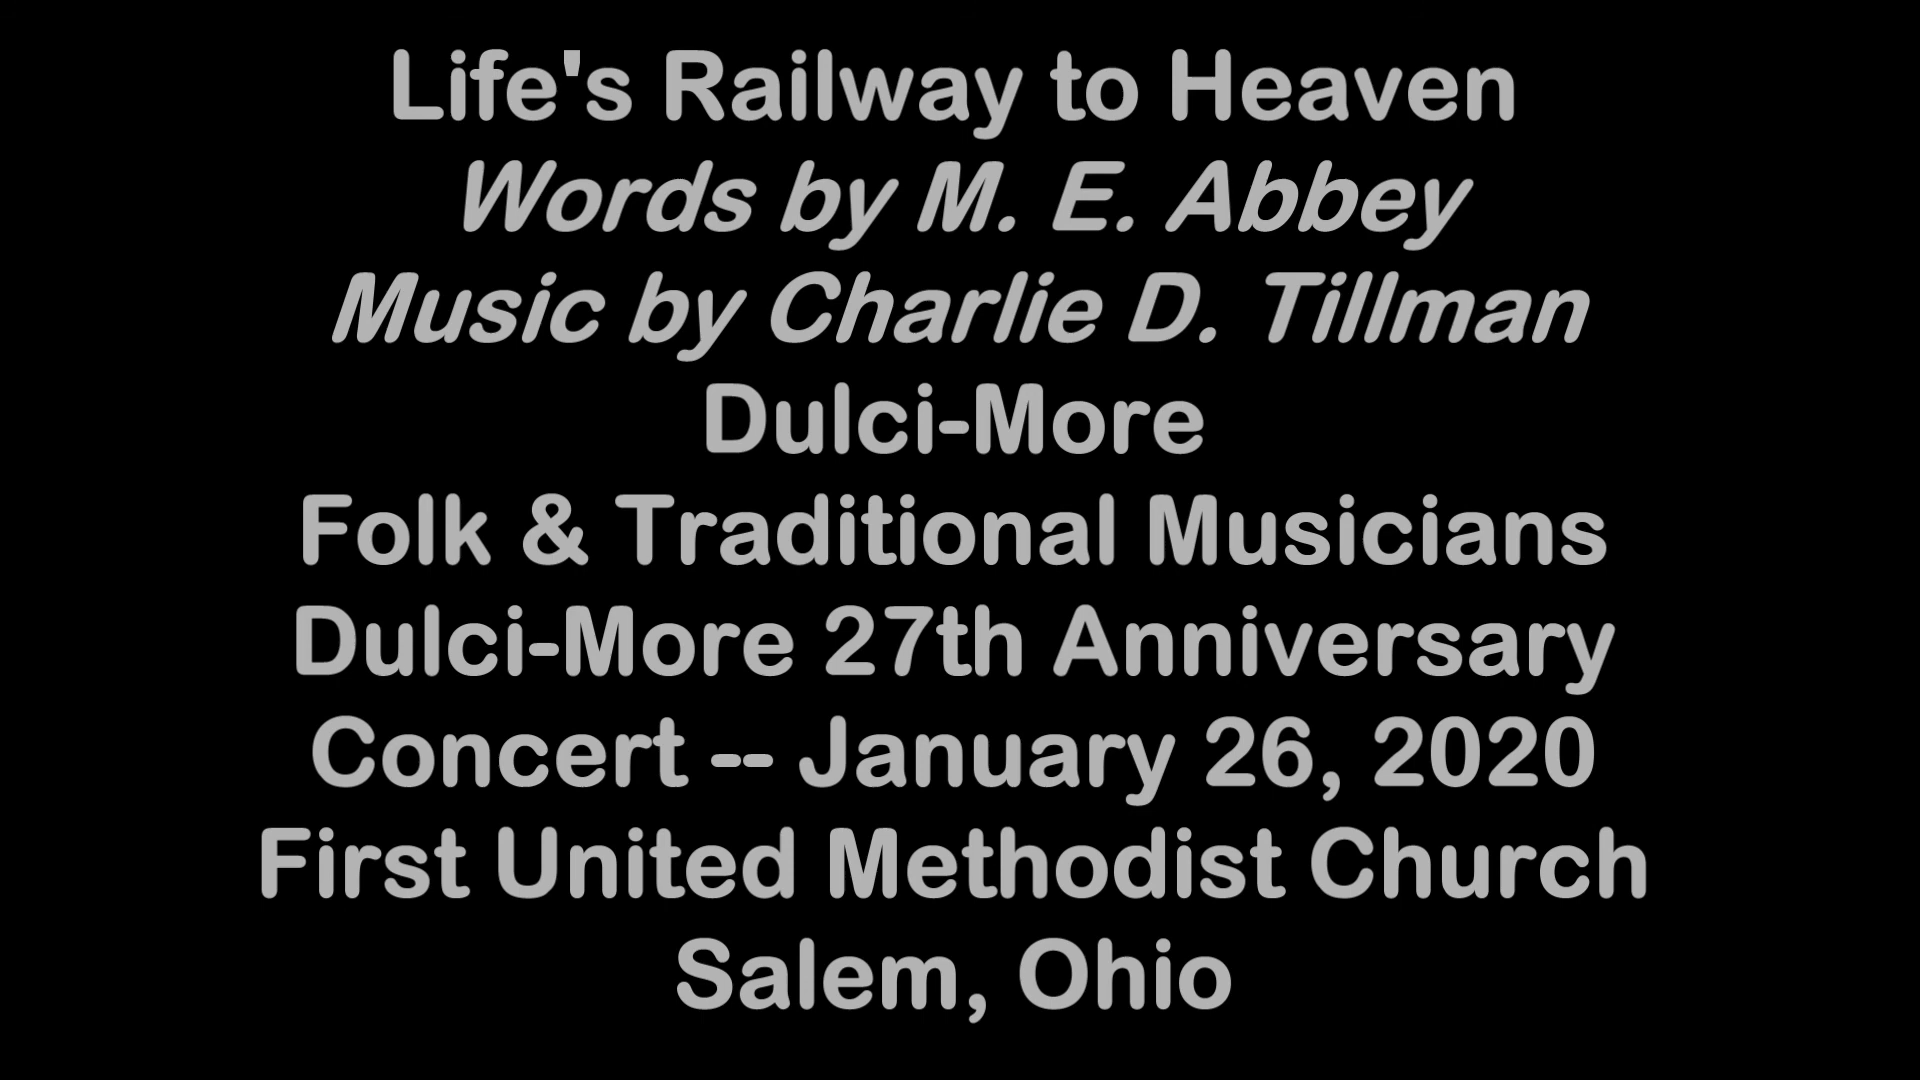 Life's Railway to Heaven
Words by M. E. Abbey
Music by Charlie D. Tillman
Dulci-More
Folk & Traditional Musicians
Dulci-More 27th Anniversary
Concert -- January 26, 2020
First United Methodist Church
Salem, Ohio